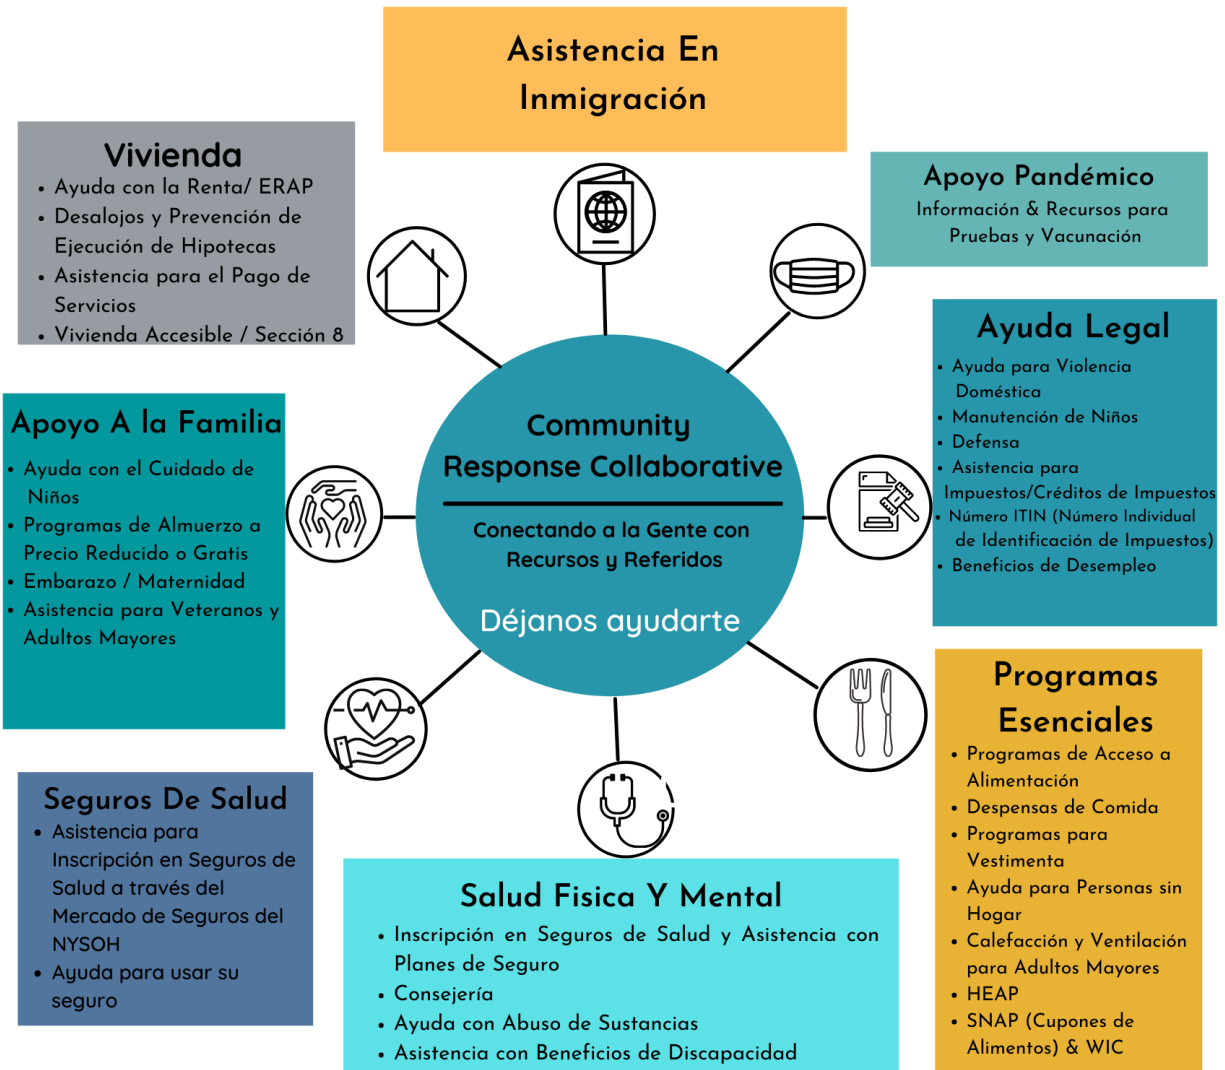 Asistencia En
Inmigración
Vivienda
• Ayuda con la Renta/ ERAP
• Desalojos y Prevención de
Ejecución de Hipotecas
• Asistencia para el Pago de
Servicios
• Vivienda Accesible / Sección 8
Apoyo Pandémico
Información & Recursos para
Pruebas y Vacunación
Ayuda Legal
• Ayuda para Violencia
Doméstica
• Manutención de Niños
• Defensa
• Asistencia para
Impuestos/Créditos de Impuestos
• Número ITIN (Número Individual
de Identificación de Impuestos)
• Beneficios de Desempleo
Apoyo A la Familia
• Ayuda con el Cuidado de
Niños
• Programas de Almuerzo a
Precio Reducido o Gratis
• Embarazo / Maternidad
• Asistencia para Veteranos y
Adultos Mayores
Community
Response Collaborative
Conectando a la Gente con
Recursos y Referidos
Déjanos ayudarte
Programas
Esenciales
• Programas de Acceso a
Alimentación
• Despensas de Comida
• Programas para
Vestimenta
• Ayuda para Personas sin
Hogar
• Calefacción y Ventilación
para Adultos Mayores
• HEAP
• SNAP (Cupones de
Alimentos) & WIC
Seguros De Salud
• Asistencia para
Inscripción en Seguros de
Salud a través del
Mercado de Seguros del
NYSOH
• Ayuda para usar su
seguro
Salud Fisica Y Mental
• Inscripción en Seguros de Salud y Asistencia con
Planes de Seguro
• Consejería
• Ayuda con Abuso de Sustancias
• Asistencia con Beneficios de Discapacidad